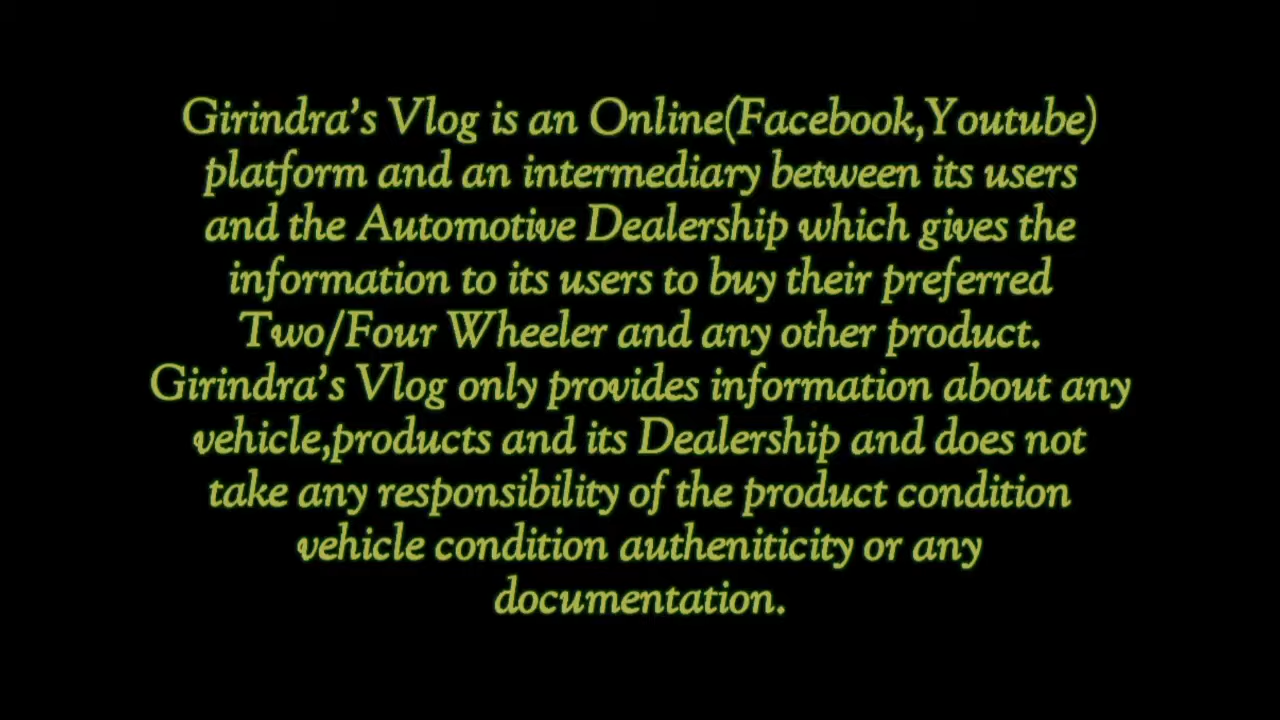 Girindra's Vlog is an Online(Facebook,Youtube)
platform and an intermediary between its users
and the Automotive Dealership which gives the
information to its users to buy their preferred
Two/Four Wheeler and any other product.
Girindra's Vlog only provides information about any
vehicle,products and its Dealership and does not
take any responsibility of the product condition
vehicle condition autheniticity or any
documentation.